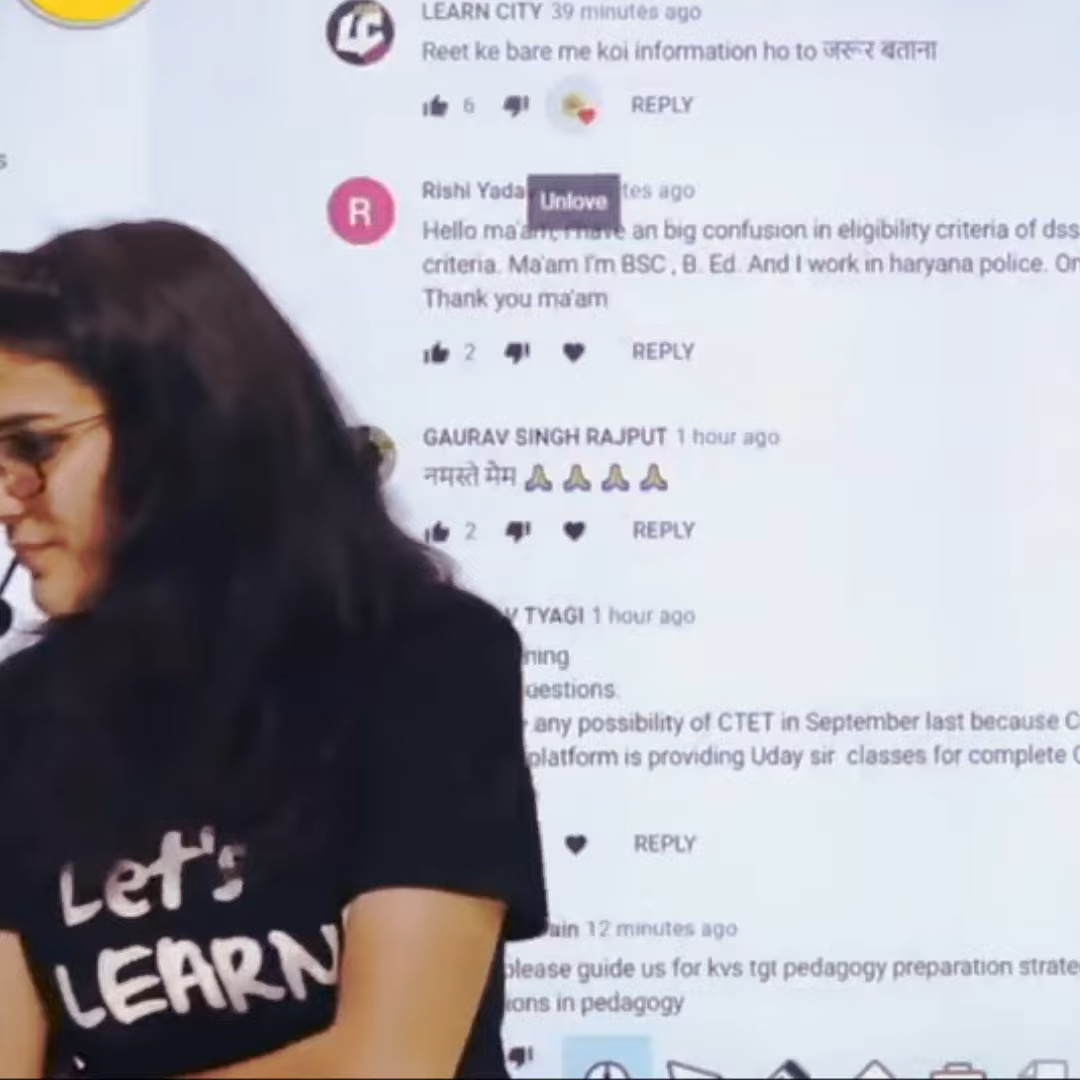 LC
LEARN CITY 39 minutes ago
Reet ke bare me koi information ho to जरूर बताना
6 REPLY
s
R
Rishi Yada tes ago
Unlove
Hello ma'am, I have an big confusion in eligibility criteria of dss
criteria. Ma'am I'm BSC , B. Ed. And I work in haryana police. On
Thank you ma'am
2 REPLY
GAURAV SINGH RAJPUT 1 hour ago
नमस्ते मेम 🙏 🙏 🙏 🙏
2 REPLY
TYAGI 1 hour ago
ning
uestions.
any possibility of CTET in September last because C
platform is providing Uday sir classes for complete
REPLY
ain 12 minutes ago
please guide us for kvs tgt pedagogy preparation strate
ions in pedagogy
Let's
LEARN